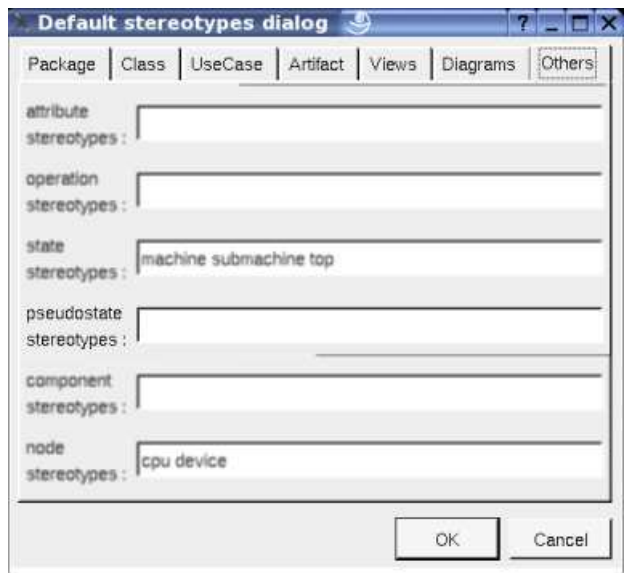 Default stereotypes dialog ?
Package Class UseCase Artifact Views Diagrams Others
attribute
stereotypes :
operation
stereotypes :
state
stereotypes : machine submachine top
pseudostate
stereotypes :
component
stereotypes :
node
stereotypes : cpu device
OK Cancel